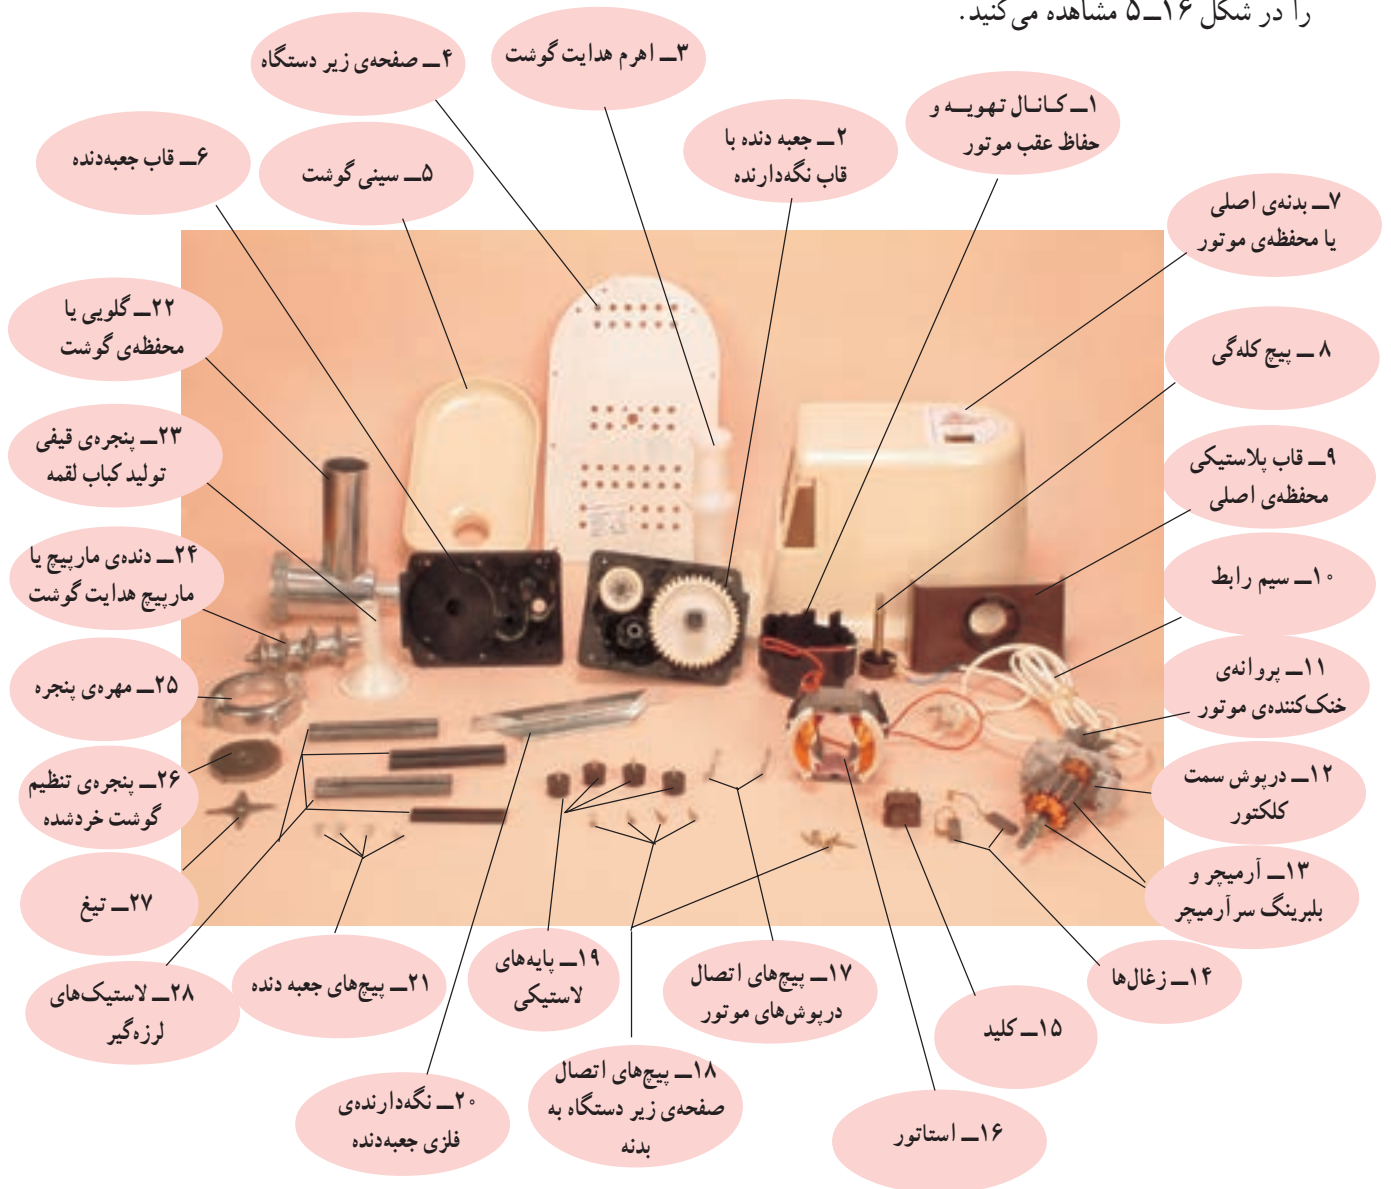 را در شکل ۱۶ــ۵ مشاهده می‌کنید.
۱ــ کانال تهویه و
حفاظ عقب موتور
۲ــ جعبه دنده با
قاب نگه‌دارنده
۳ــ اهرم هدایت گوشت
۴ــ صفحه‌ی زیر دستگاه
۵ــ سینی گوشت
۶ــ قاب جعبه‌دنده
۷ــ بدنه‌ی اصلی
یا محفظه‌ی موتور
۸ ــ پیچ کله‌گی
۹ــ قاب پلاستیکی
محفظه‌ی اصلی
۱۰ــ سیم رابط
۱۱ــ پروانه‌ی
خنک‌کننده‌ی موتور
۱۲ــ درپوش سمت
کلکتور
۱۳ــ آرمیچر و
بلبرینگ سر آرمیچر
۱۴ــ زغال‌ها
۱۵ــ کلید
۱۶ــ استاتور
۱۷ــ پیچ‌های اتصال
درپوش‌های موتور
۱۸ــ پیچ‌های اتصال
صفحه‌ی زیر دستگاه به
بدنه
۱۹ــ پایه‌های
لاستیکی
۲۰ــ نگه‌دارنده‌ی
فلزی جعبه‌دنده
۲۱ــ پیچ‌های جعبه دنده
۲۲ــ گلویی یا
محفظه‌ی گوشت
۲۳ــ پنجره‌ی قیفی
تولید کباب لقمه
۲۴ــ دنده‌ی مارپیچ یا
مارپیچ هدایت گوشت
۲۵ــ مهره‌ی پنجره
۲۶ــ پنجره‌ی تنظیم
گوشت خردشده
۲۷ــ تیغ
۲۸ــ لاستیک‌های
لرزه‌گیر